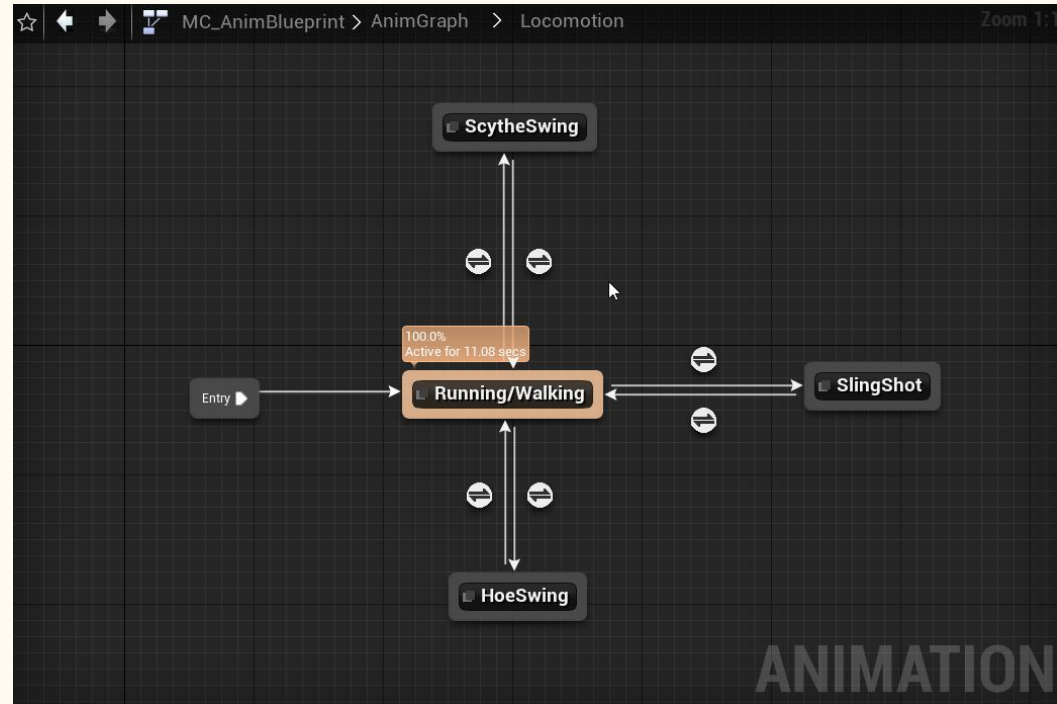 MC_AnimBlueprint > AnimGraph > Locomotion
Zoom 1:1
ScytheSwing
100.0%
Active for 11.08 secs
Entry
Running/Walking
SlingShot
HoeSwing
ANIMATION